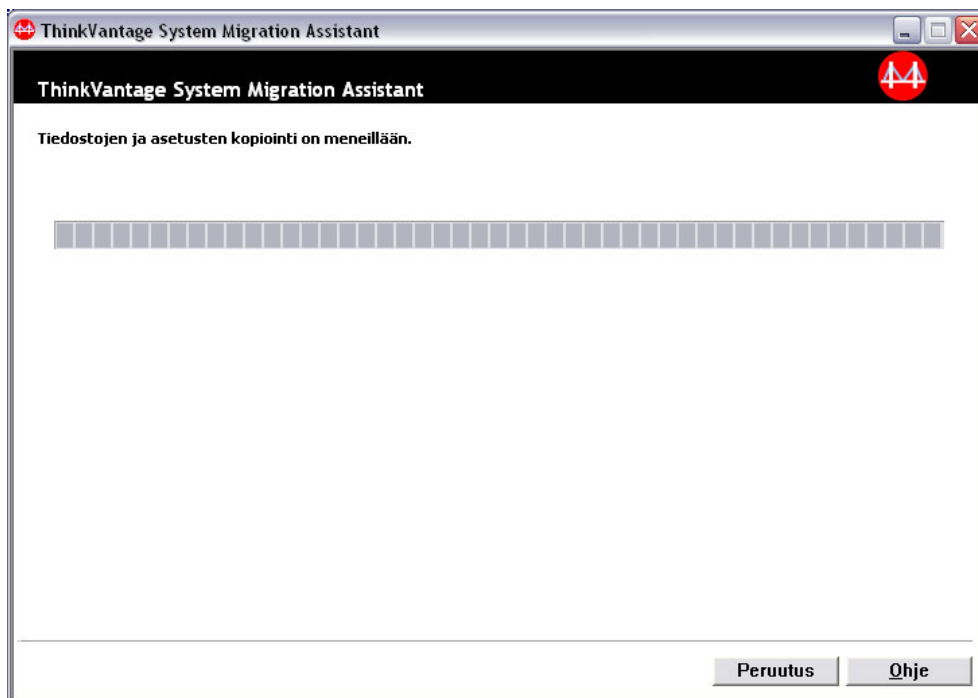 ThinkVantage System Migration Assistant
ThinkVantage System Migration Assistant
Tiedostojen ja asetusten kopiointi on meneillään.
Peruutus
Ohje